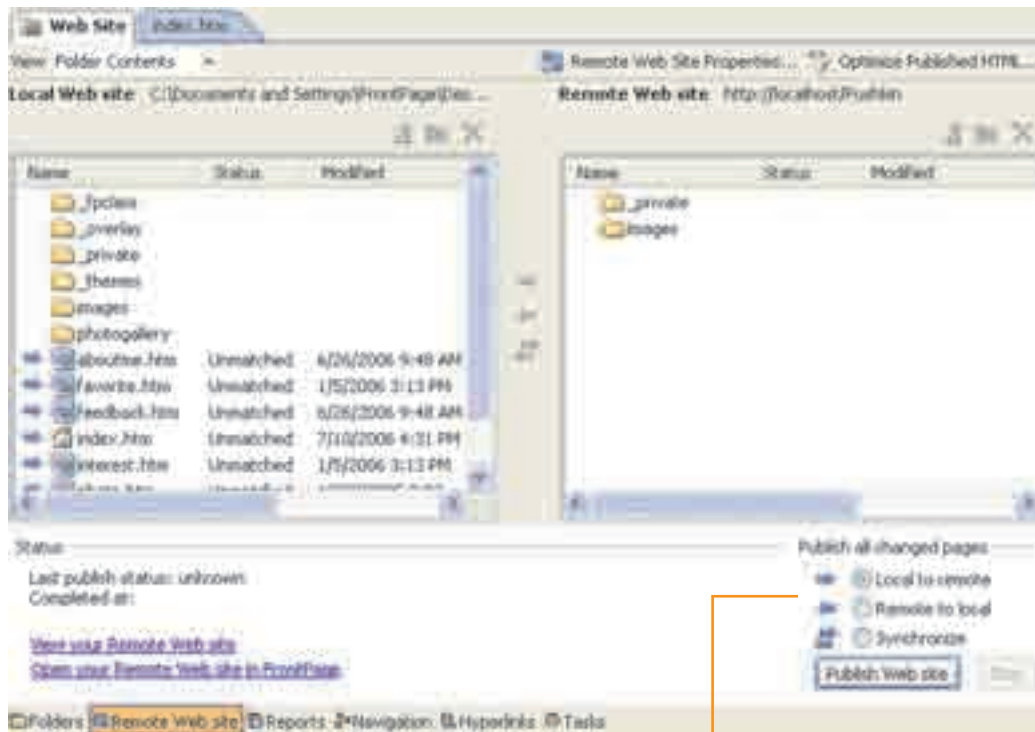 Web Site index.htm
View Folder Contents
Remote Web Site Properties... Optimize Published HTML...
Local Web site C:\Documents and Settings\FrontPage\Des...
Remote Web site http://localhost/
Name Status Modified
Name Status Modified
_fpclass
_overlay
_private
_themes
images
photogallery
aboutme.htm Unmatched 6/26/2006 9:48 AM
favorite.htm Unmatched 1/5/2006 3:13 PM
feedback.htm Unmatched 6/26/2006 9:48 AM
index.htm Unmatched 7/10/2006 4:31 PM
interest.htm Unmatched 1/5/2006 3:13 PM
_private
images
Status
Last publish status: unknown
Completed at:
View your Remote Web site
Open your Remote Web site in FrontPage
Publish all changed pages
Local to remote
Remote to local
Synchronize
Publish Web site
Folders Remote Web site Reports Navigation Hyperlinks Tasks